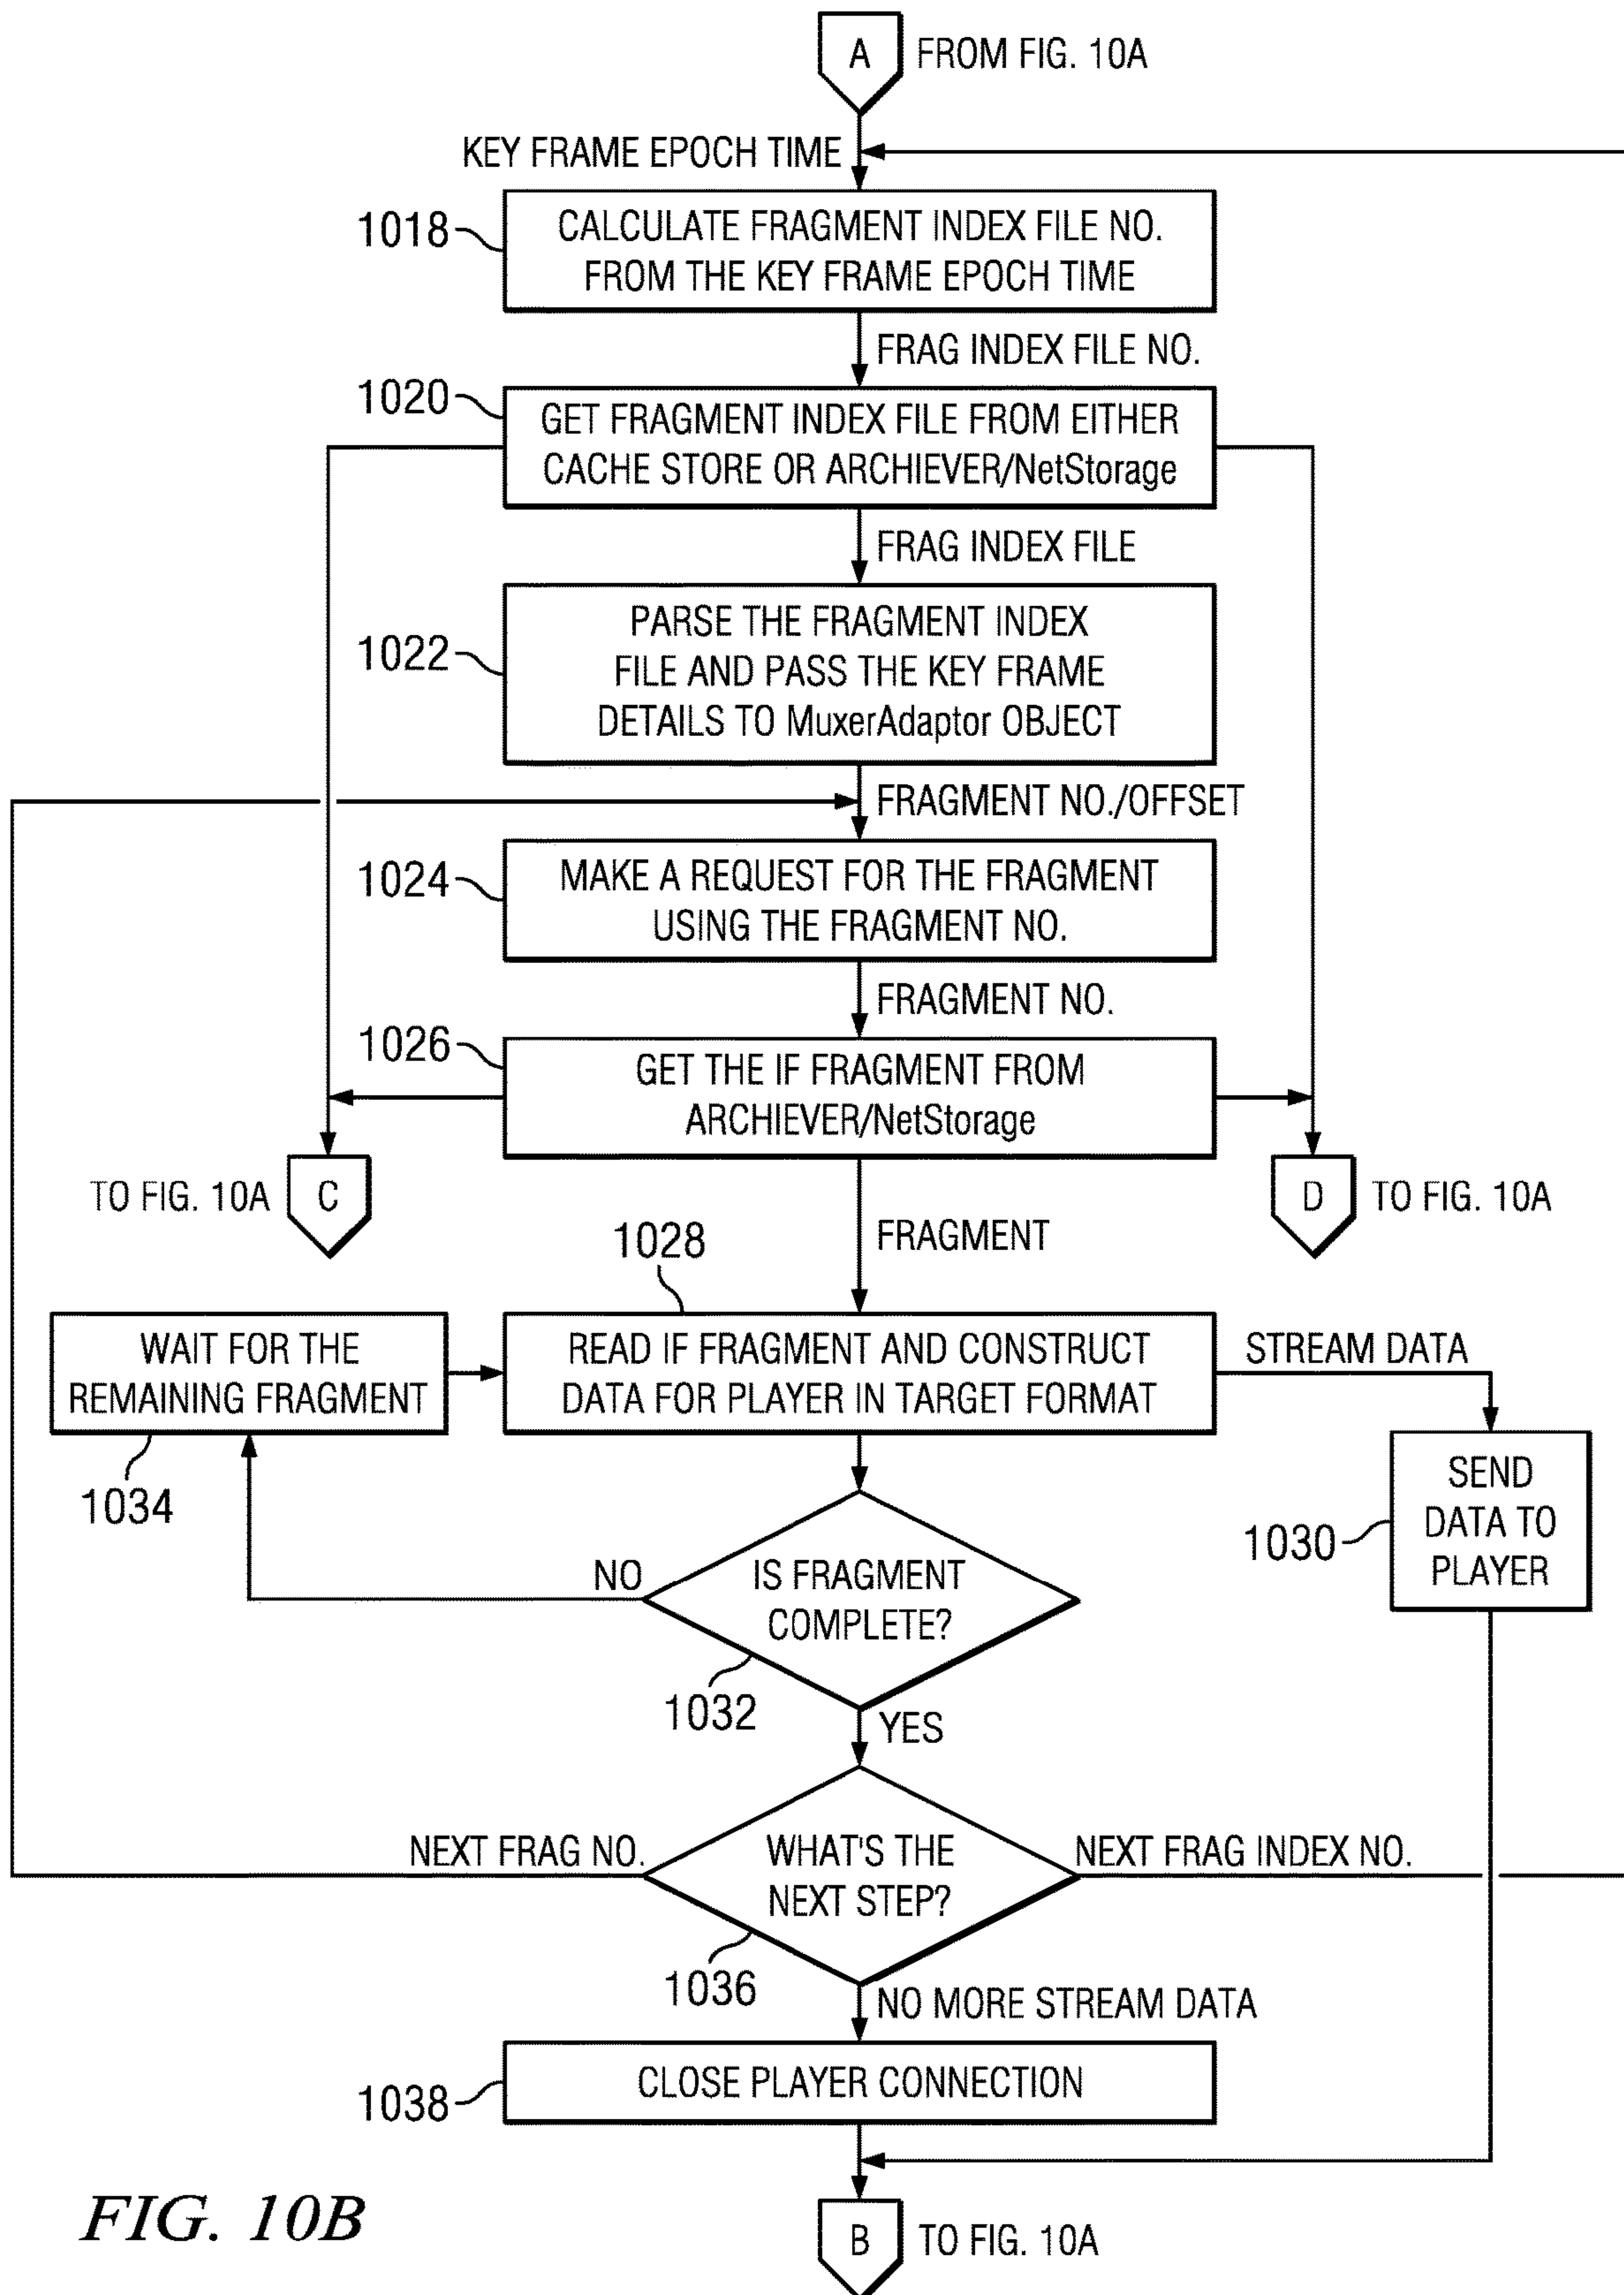 A FROM FIG. 10A
KEY FRAME EPOCH TIME
1018
CALCULATE FRAGMENT INDEX FILE NO.
FROM THE KEY FRAME EPOCH TIME
FRAG INDEX FILE NO.
1020
GET FRAGMENT INDEX FILE FROM EITHER
CACHE STORE OR ARCHIEVER/NetStorage
FRAG INDEX FILE
1022
PARSE THE FRAGMENT INDEX
FILE AND PASS THE KEY FRAME
DETAILS TO MuxerAdaptor OBJECT
FRAGMENT NO./OFFSET
1024
MAKE A REQUEST FOR THE FRAGMENT
USING THE FRAGMENT NO.
FRAGMENT NO.
1026
GET THE IF FRAGMENT FROM
ARCHIEVER/NetStorage
TO FIG. 10A C
D TO FIG. 10A
FRAGMENT
1028
WAIT FOR THE
REMAINING FRAGMENT
1034
READ IF FRAGMENT AND CONSTRUCT
DATA FOR PLAYER IN TARGET FORMAT
STREAM DATA
SEND
DATA TO
PLAYER
1030
NO
IS FRAGMENT
COMPLETE?
1032
YES
NEXT FRAG NO.
WHAT'S THE
NEXT STEP?
NEXT FRAG INDEX NO.
1036
NO MORE STREAM DATA
CLOSE PLAYER CONNECTION
1038
FIG. 10B
B TO FIG. 10A